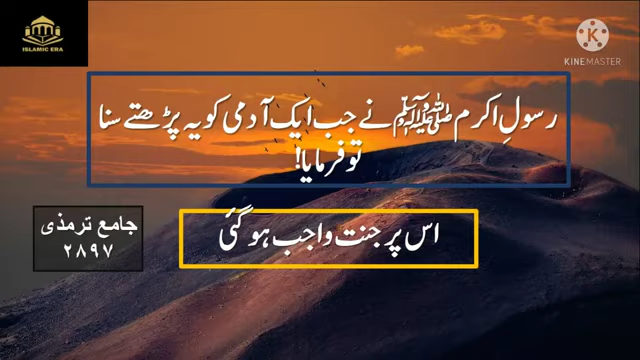 ISLAMIC ERA
KINEMASTER
رسولِ اکرم ﷺ نے جب ایک آدمی کو یہ پڑھتے سنا
تو فرمایا!
اس پر جنت واجب ہو گئی
جامع ترمذی
۲۸۹۷